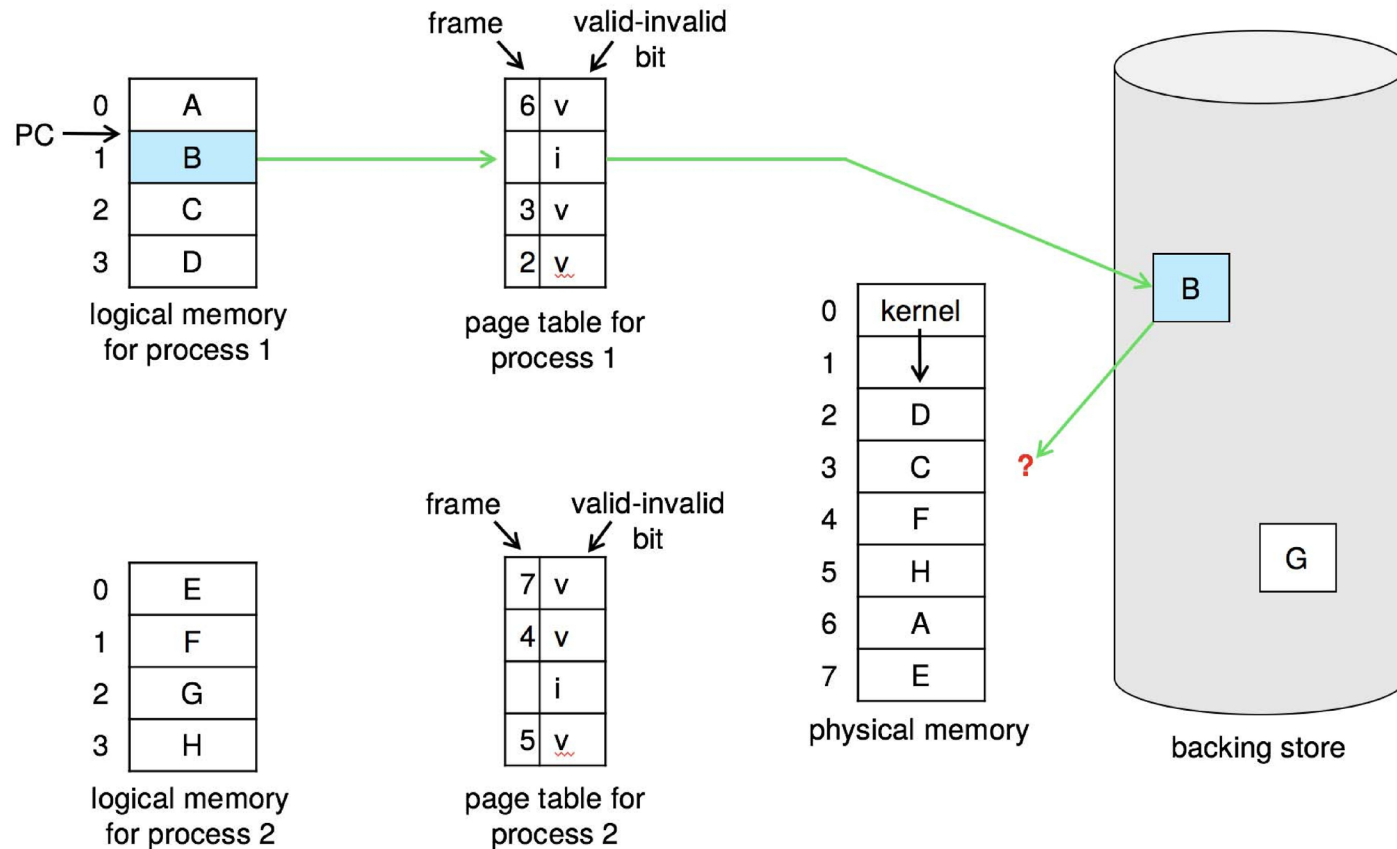 frame
valid-invalid
bit
0 A
PC
1 B
2 C
3 D
logical memory
for process 1
6 v
i
3 v
2 v
page table for
process 1
B
0 kernel
1
2 D
3 C
4 F
5 H
6 A
7 E
physical memory
?
G
backing store
frame
valid-invalid
bit
0 E
1 F
2 G
3 H
logical memory
for process 2
7 v
4 v
i
5 v
page table for
process 2